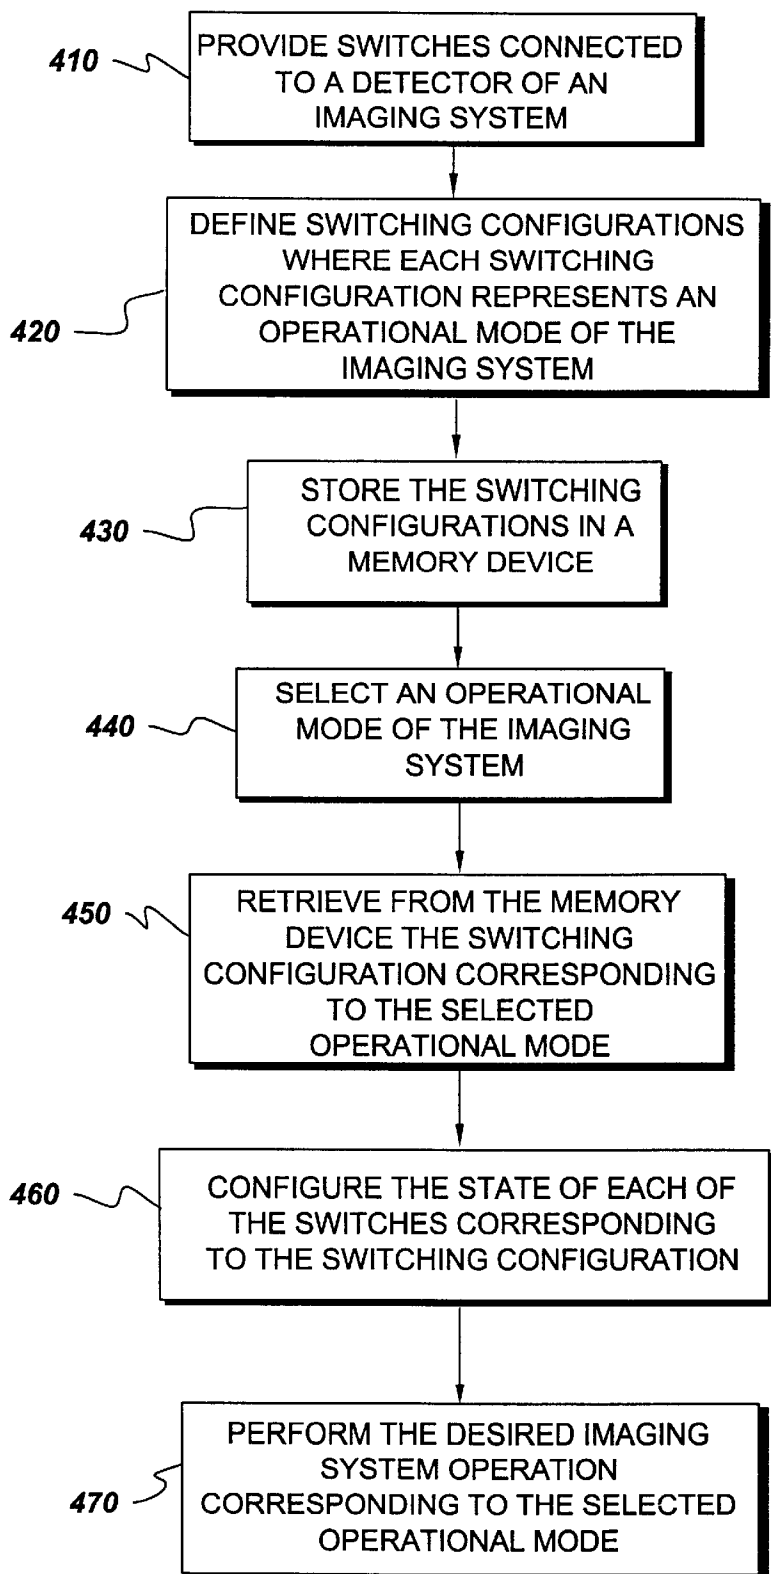 410
PROVIDE SWITCHES CONNECTED
TO A DETECTOR OF AN
IMAGING SYSTEM
420
DEFINE SWITCHING CONFIGURATIONS
WHERE EACH SWITCHING
CONFIGURATION REPRESENTS AN
OPERATIONAL MODE OF THE
IMAGING SYSTEM
430
STORE THE SWITCHING
CONFIGURATIONS IN A
MEMORY DEVICE
440
SELECT AN OPERATIONAL
MODE OF THE IMAGING
SYSTEM
450
RETRIEVE FROM THE MEMORY
DEVICE THE SWITCHING
CONFIGURATION CORRESPONDING
TO THE SELECTED
OPERATIONAL MODE
460
CONFIGURE THE STATE OF EACH OF
THE SWITCHES CORRESPONDING
TO THE SWITCHING CONFIGURATION
470
PERFORM THE DESIRED IMAGING
SYSTEM OPERATION
CORRESPONDING TO THE SELECTED
OPERATIONAL MODE